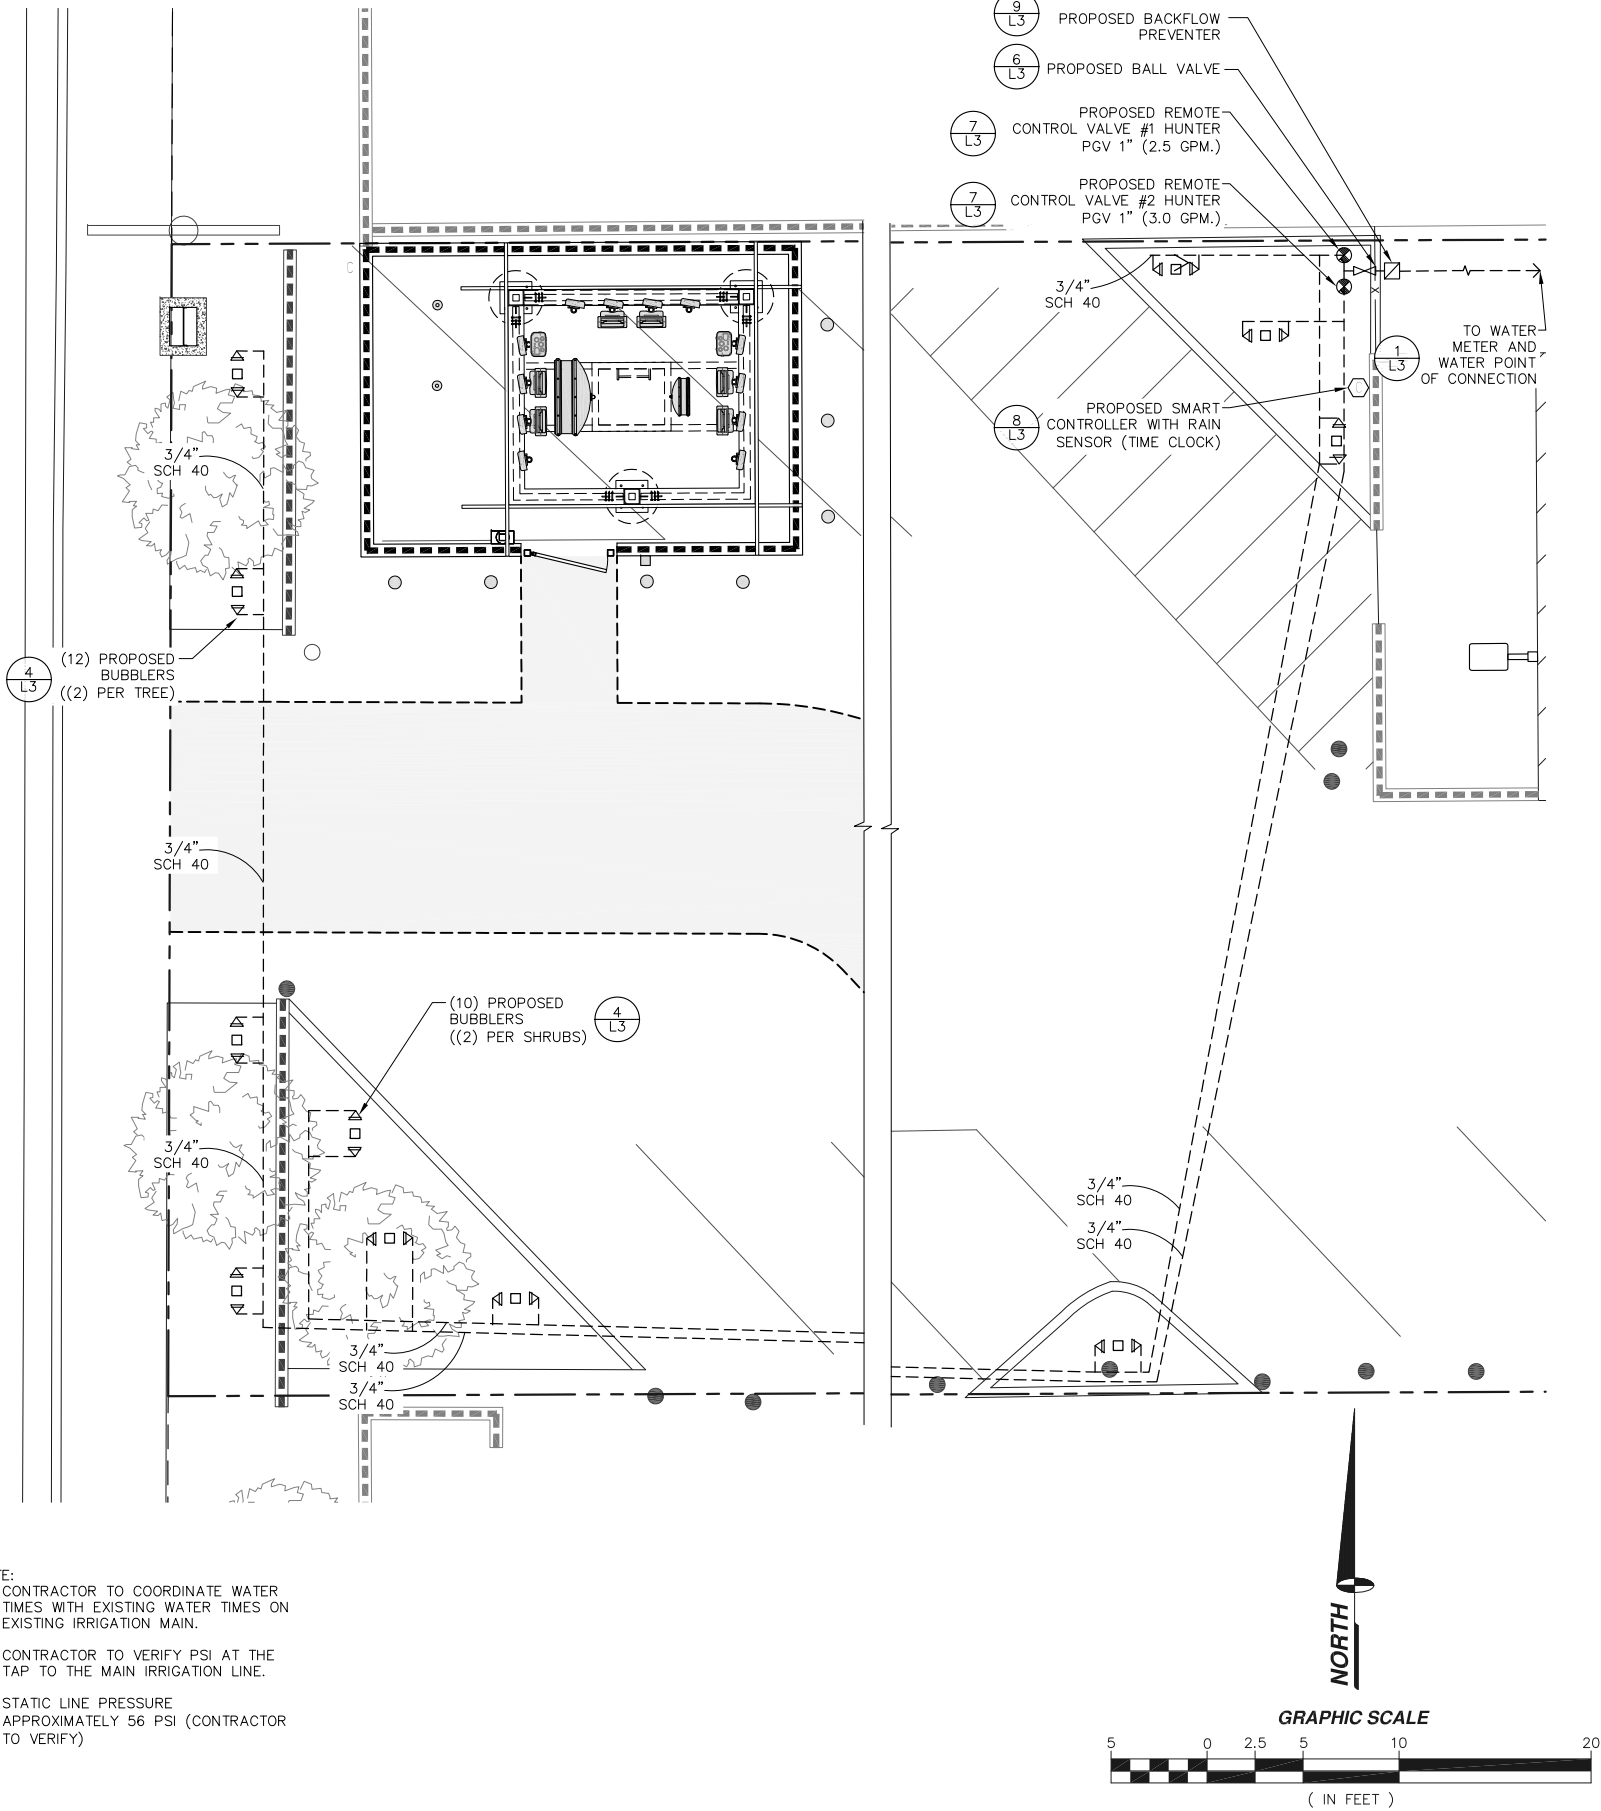 9
L3
PROPOSED BACKFLOW
PREVENTER
6
L3
PROPOSED BALL VALVE
7
L3
PROPOSED REMOTE
CONTROL VALVE #1 HUNTER
PGV 1" (2.5 GPM.)
7
L3
PROPOSED REMOTE
CONTROL VALVE #2 HUNTER
PGV 1" (3.0 GPM.)
3/4"
SCH 40
TO WATER
METER AND
WATER POINT
OF CONNECTION
1
L3
8
L3
PROPOSED SMART
CONTROLLER WITH RAIN
SENSOR (TIME CLOCK)
3/4"
SCH 40
4
L3
(12) PROPOSED
BUBBLERS
((2) PER TREE)
3/4"
SCH 40
(10) PROPOSED
BUBBLERS
((2) PER SHRUBS)
4
L3
3/4"
SCH 40
3/4"
SCH 40
3/4"
SCH 40
3/4"
SCH 40
3/4"
SCH 40
NORTH
E:
CONTRACTOR TO COORDINATE WATER
TIMES WITH EXISTING WATER TIMES ON
EXISTING IRRIGATION MAIN.
CONTRACTOR TO VERIFY PSI AT THE
TAP TO THE MAIN IRRIGATION LINE.
STATIC LINE PRESSURE
APPROXIMATELY 56 PSI (CONTRACTOR
TO VERIFY)
GRAPHIC SCALE
5 0 2.5 5 10 20
( IN FEET )